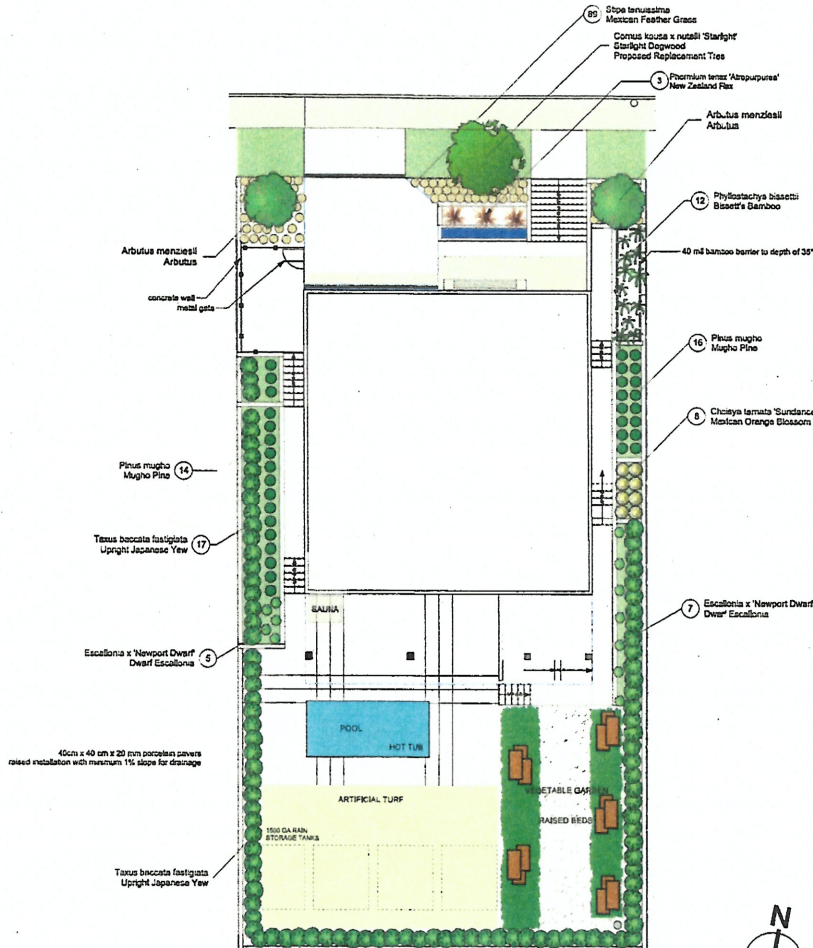 89 Stipa tenuissima
Mexican Feather Grass
Cornus kousa x nutalli 'Starlight'
Starlight Dogwood
Proposed Replacement Tree
3 Phormium tenax 'Atropurpurea'
New Zealand Flax
Arbutus menziesii
Arbutus
12 Phyllostachys bissettii
Bissett's Bamboo
40 mil bamboo barrier to depth of 35"
Arbutus menziesii
Arbutus
concrete wall
metal gate
16 Pinus mugho
Mugho Pine
8 Choisya ternata 'Sundance
Mexican Orange Blossom
Pinus mugho 14
Mugho Pine
Taxus baccata fastigiata 17
Upright Japanese Yew
SAUNA
7 Escallonia x 'Newport Dwarf
Dwarf Escallonia
Escallonia x 'Newport Dwarf' 5
Dwarf Escallonia
POOL
HOT TUB
40cm x 40 cm x 20 mm porcelain pavers
raised installation with minimum 1% slope for drainage
VEGETABLE GARDEN
ARTIFICIAL TURF
RAISED BEDS
1500 GA RAIN
STORAGE TANKS
Taxus baccata fastigiata
Upright Japanese Yew
N